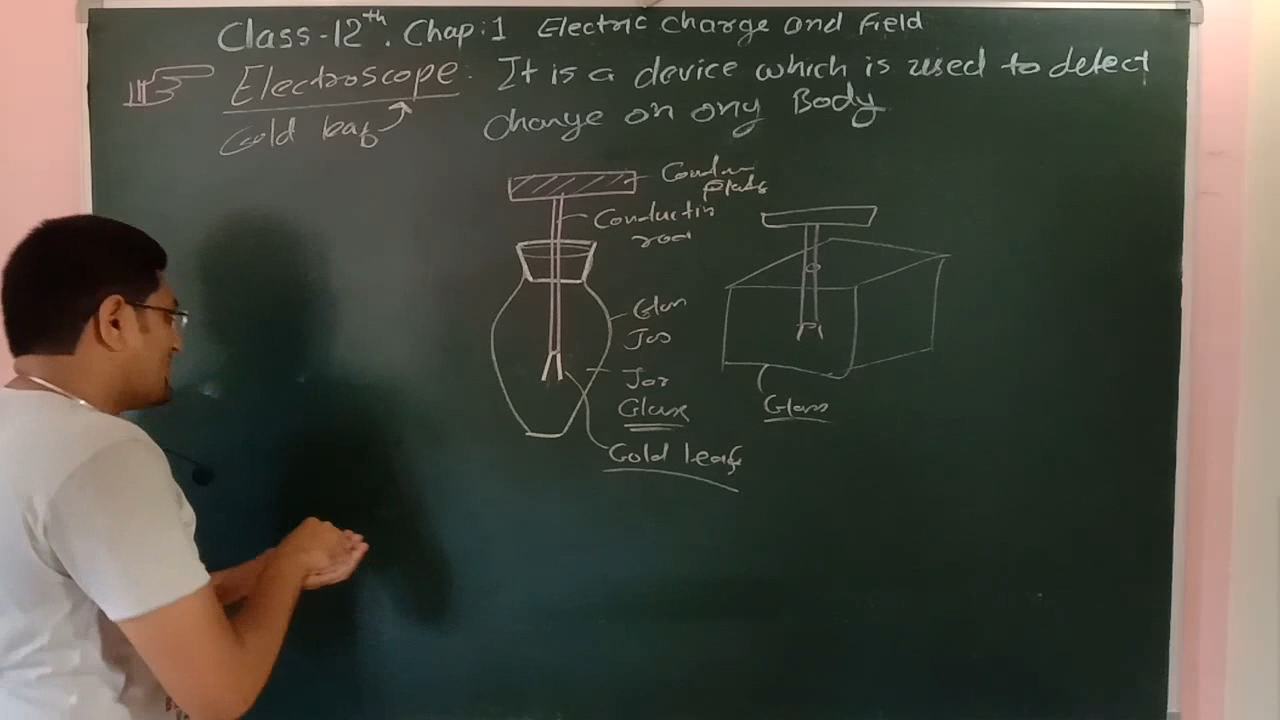 Class-12th. Chap:1 Electric Charge and Field
Electroscope: It is a device which is used to detect
Gold leaf
Charge on any Body
Conductin
rod
Glass
Jar
Jar
Glass
Glass
Gold leaf